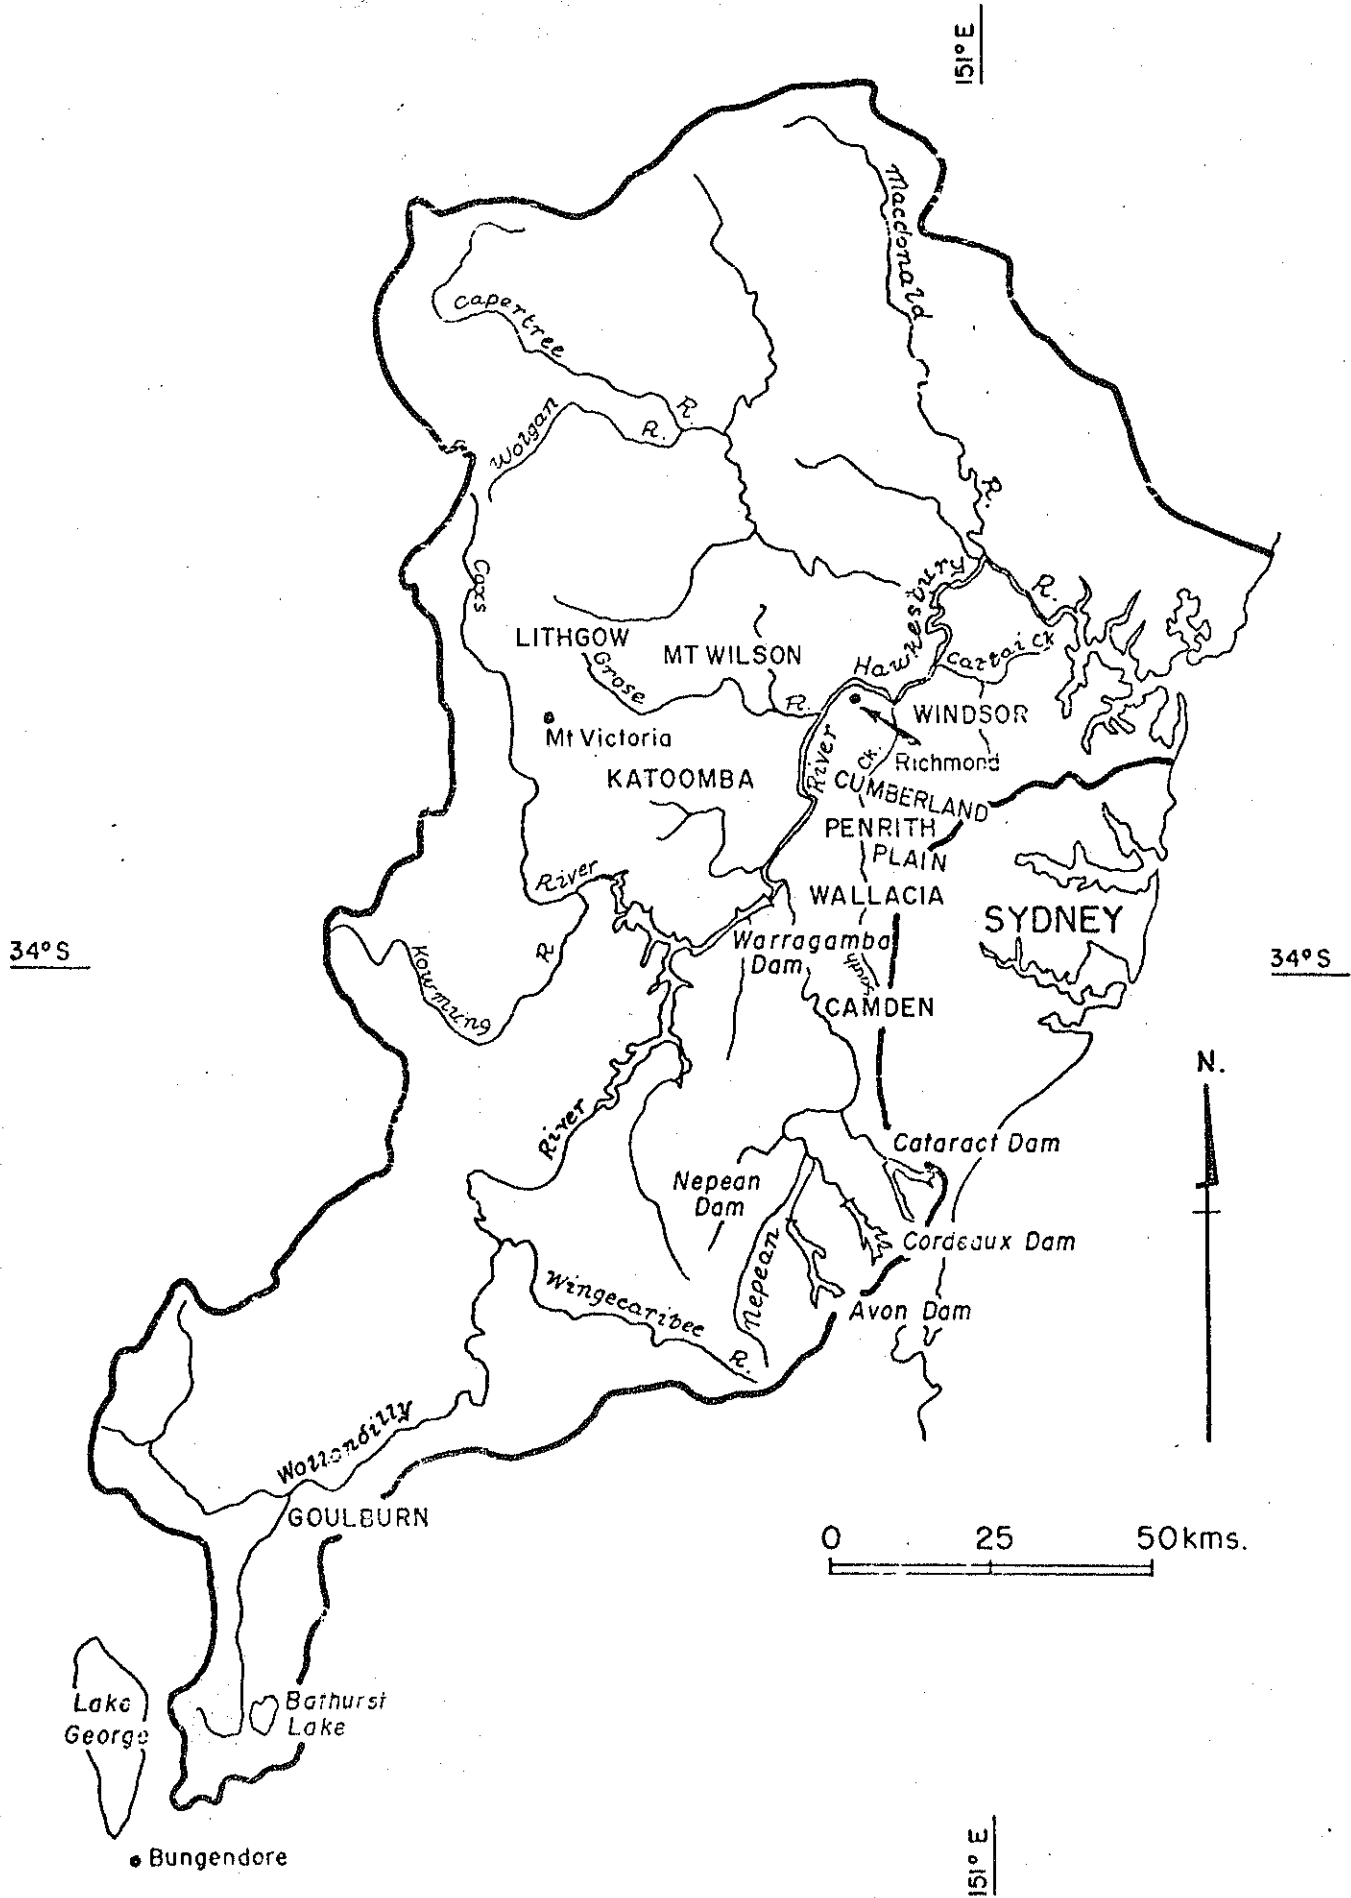 151° E
Macdonald
R.
Capertree
R.
Wolgan
R.
Coxs
River
Hawkesbury
R.
LITHGOW
Grose
R.
MT WILSON
Cattai Ck
WINDSOR
Mt Victoria
River
Ck.
Richmond
KATOOMBA
CUMBERLAND
PENRITH
PLAIN
WALLACIA
SYDNEY
34° S
34° S
Kowmung
R
Warragamba
Dam
South
CAMDEN
N.
River
Cataract Dam
Nepean
Dam
Nepean
Cordeaux Dam
Wingecaribee
R.
Avon Dam
Wollondilly
GOULBURN
0 25 50 kms.
Lake
George
Bathurst
Lake
Bungendore
151° E